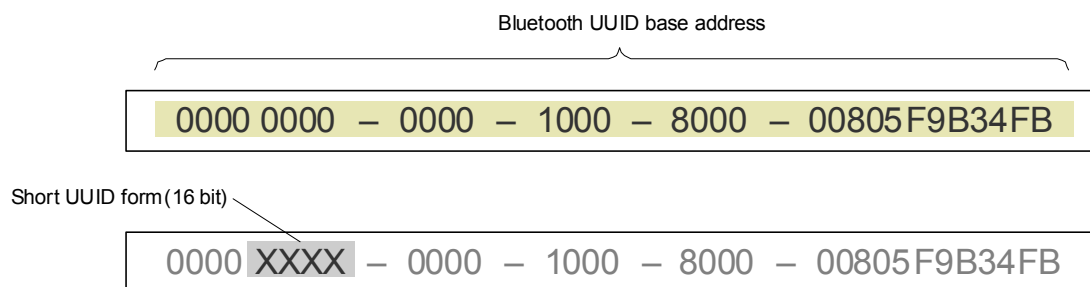 Bluetooth UUID base address
0000 0000 – 0000 – 1000 – 8000 – 00805F9B34FB
Short UUID form (16 bit)
0000 XXXX – 0000 – 1000 – 8000 – 00805F9B34FB